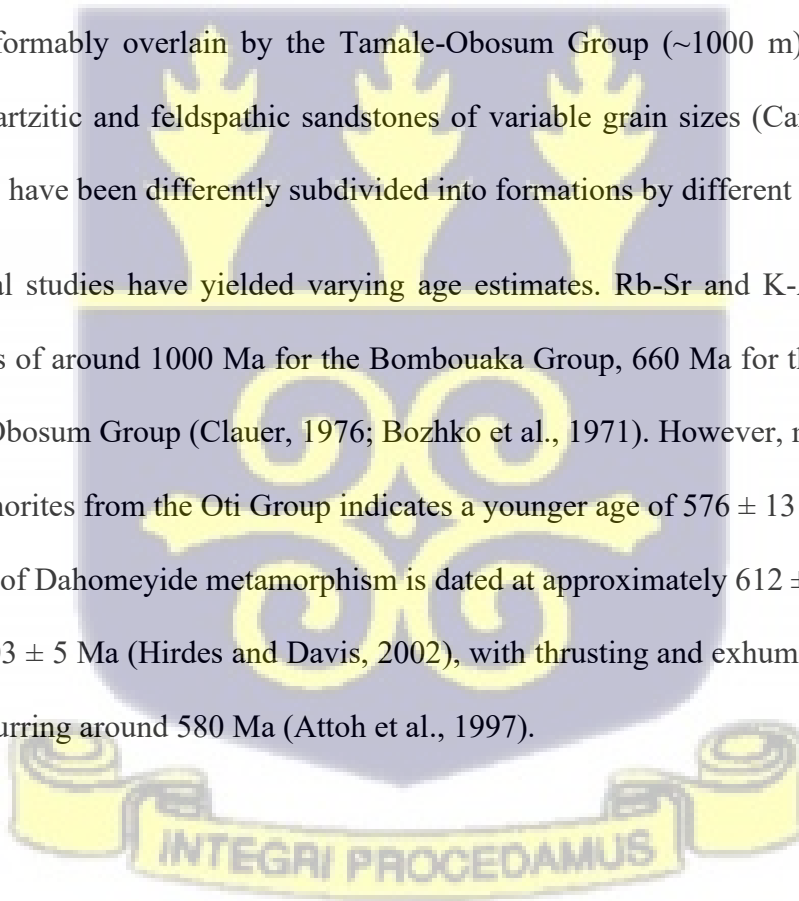 formably overlain by the Tamale-Obosum Group (~1000 m)
artzitic and feldspathic sandstones of variable grain sizes (Ca
have been differently subdivided into formations by different
al studies have yielded varying age estimates. Rb-Sr and K-
s of around 1000 Ma for the Bombouaka Group, 660 Ma for th
Obosum Group (Clauer, 1976; Bozhko et al., 1971). However, r
horites from the Oti Group indicates a younger age of 576 ± 13
of Dahomeyide metamorphism is dated at approximately 612 ±
03 ± 5 Ma (Hirdes and Davis, 2002), with thrusting and exhum
urring around 580 Ma (Attoh et al., 1997).
INTEGRI PROCEDAMUS